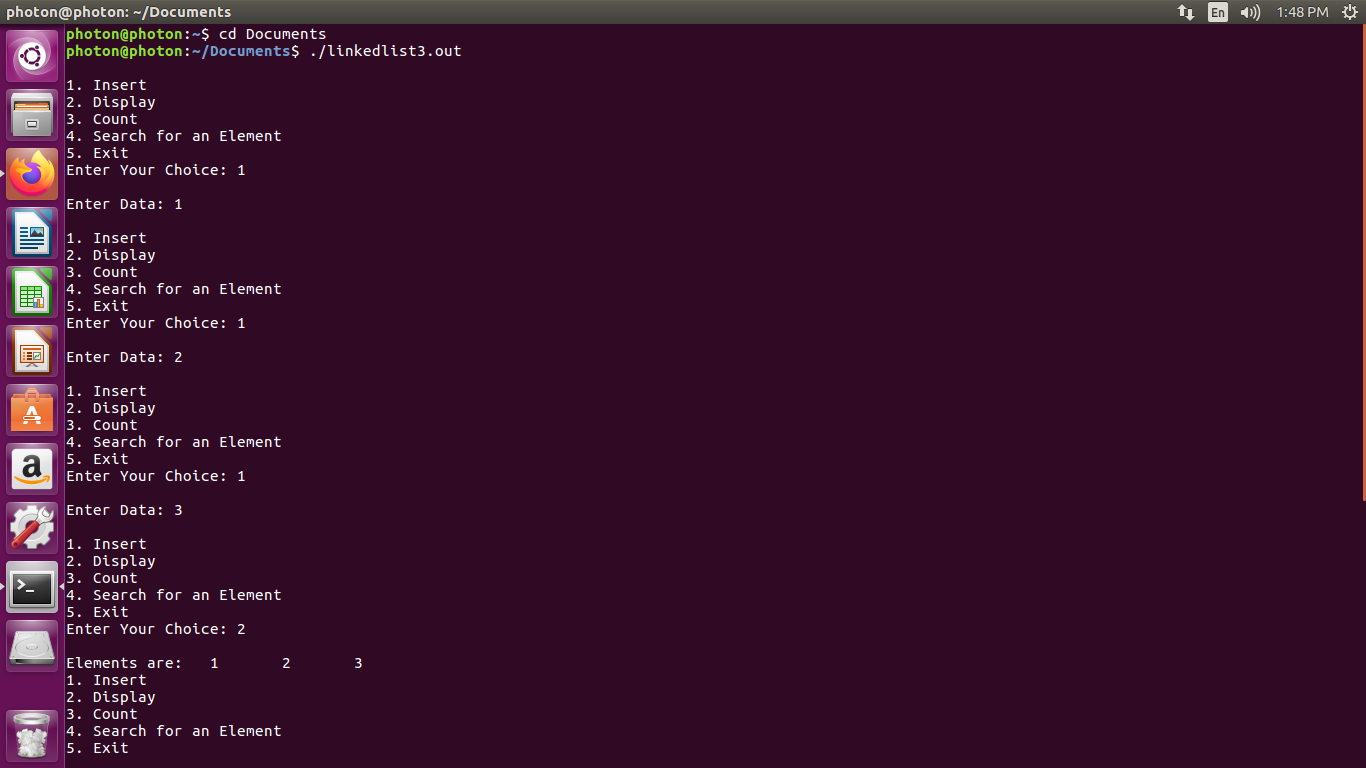 photon@photon: ~/Documents
En
1:48 PM
photon@photon:~$ cd Documents
photon@photon:~/Documents$ ./linkedlist3.out
1. Insert
2. Display
3. Count
4. Search for an Element
5. Exit
Enter Your Choice: 1
Enter Data: 1
1. Insert
2. Display
3. Count
4. Search for an Element
5. Exit
Enter Your Choice: 1
Enter Data: 2
1. Insert
2. Display
3. Count
4. Search for an Element
5. Exit
Enter Your Choice: 1
Enter Data: 3
1. Insert
2. Display
3. Count
4. Search for an Element
5. Exit
Enter Your Choice: 2
Elements are:   1       2       3
1. Insert
2. Display
3. Count
4. Search for an Element
5. Exit